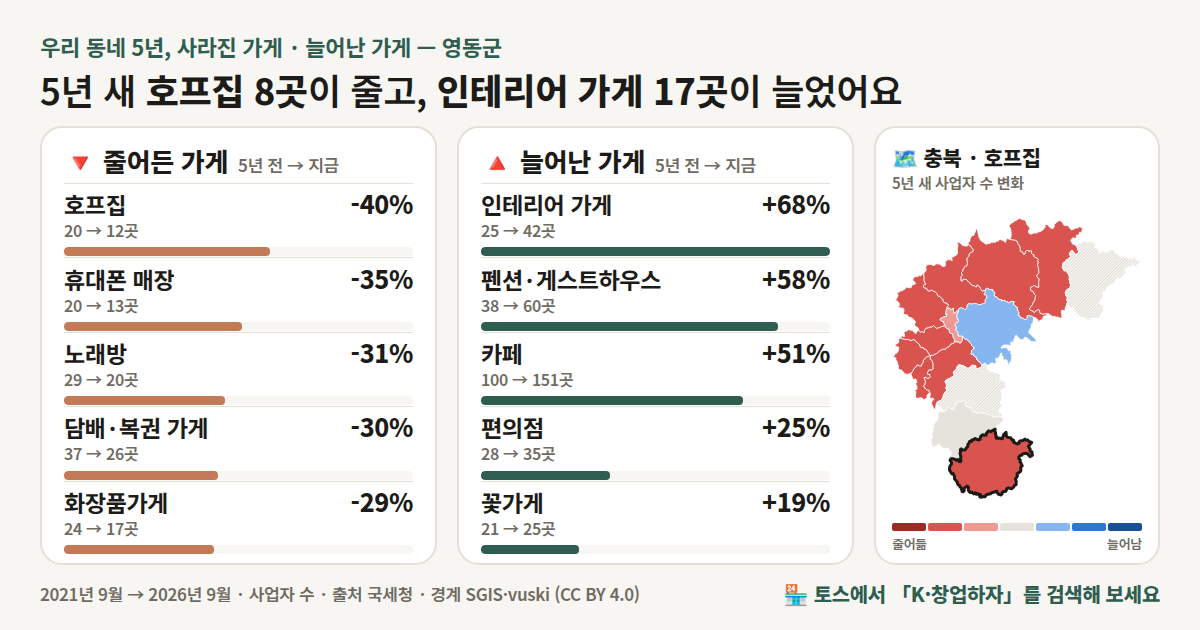 우리 동네 5년, 사라진 가게 · 늘어난 가게 — 영동군
5년 새 호프집 8곳이 줄고, 인테리어 가게 17곳이 늘었어요
줄어든 가게 5년 전 → 지금
호프집 -40%
20 → 12곳
휴대폰 매장 -35%
20 → 13곳
노래방 -31%
29 → 20곳
담배·복권 가게 -30%
37 → 26곳
화장품가게 -29%
24 → 17곳
늘어난 가게 5년 전 → 지금
인테리어 가게 +68%
25 → 42곳
펜션·게스트하우스 +58%
38 → 60곳
카페 +51%
100 → 151곳
편의점 +25%
28 → 35곳
꽃가게 +19%
21 → 25곳
충북 · 호프집
5년 새 사업자 수 변화
줄어듦 늘어남
2021년 9월 → 2026년 9월 · 사업자 수 · 출처 국세청 · 경계 SGIS·vuski (CC BY 4.0)
토스에서 「K·창업하자」를 검색해 보세요